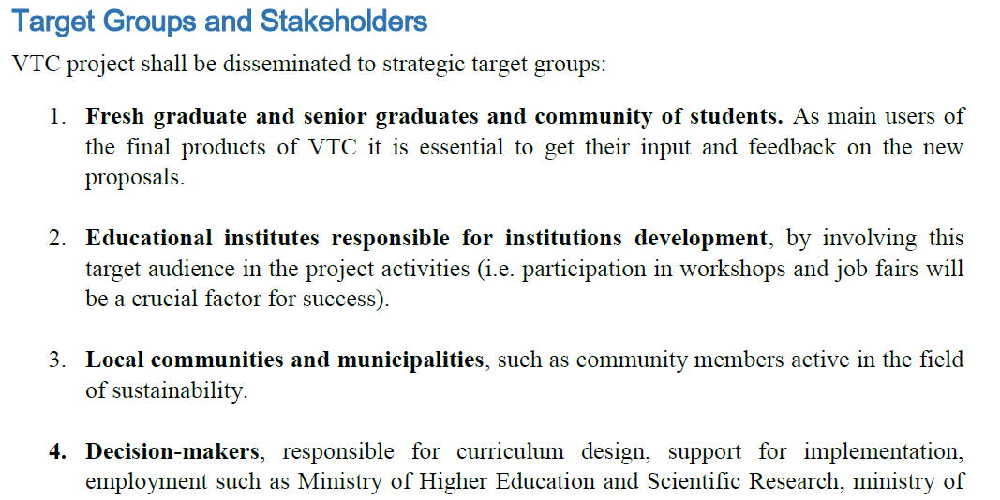 Target Groups and Stakeholders
VTC project shall be disseminated to strategic target groups:
1. Fresh graduate and senior graduates and community of students. As main users of
the final products of VTC it is essential to get their input and feedback on the new
proposals.
2. Educational institutes responsible for institutions development, by involving this
target audience in the project activities (i.e. participation in workshops and job fairs will
be a crucial factor for success).
3. Local communities and municipalities, such as community members active in the field
of sustainability.
4. Decision-makers, responsible for curriculum design, support for implementation,
employment such as Ministry of Higher Education and Scientific Research, ministry of